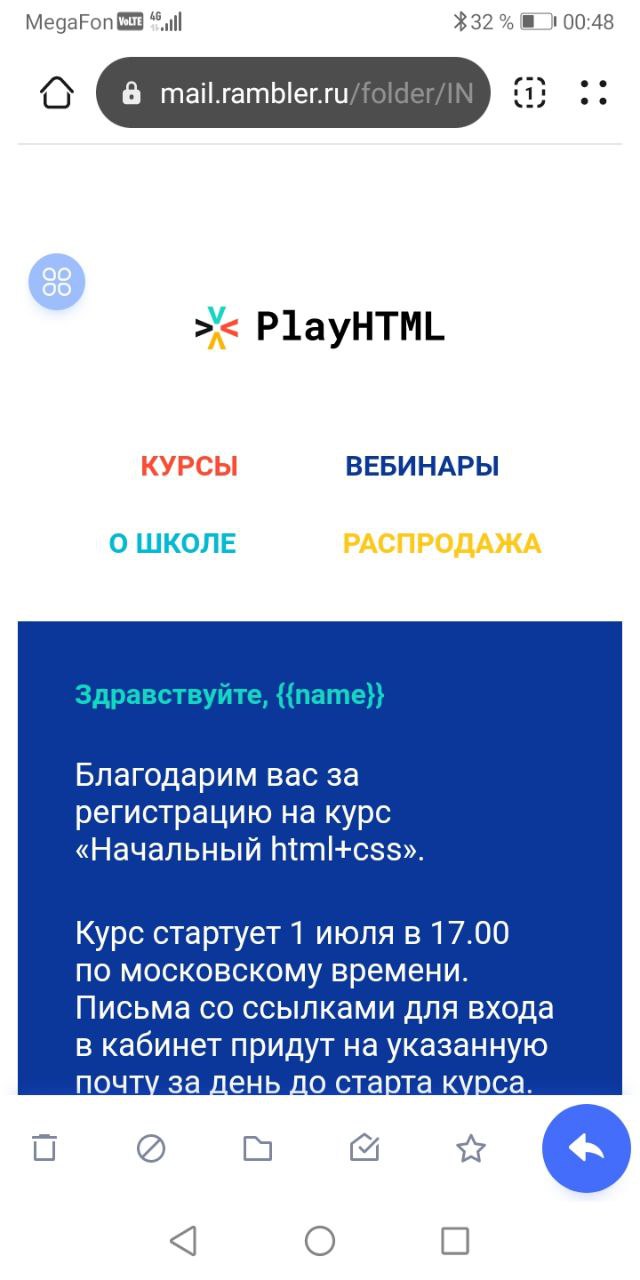 MegaFon VoLTE 4G 32 % 00:48
mail.rambler.ru/folder/IN
1
PlayHTML
КУРСЫ ВЕБИНАРЫ
О ШКОЛЕ РАСПРОДАЖА
Здравствуйте, {{name}}
Благодарим вас за
регистрацию на курс
«Начальный html+css».
Курс стартует 1 июля в 17.00
по московскому времени.
Письма со ссылками для входа
в кабинет придут на указанную
почту за день до старта курса.